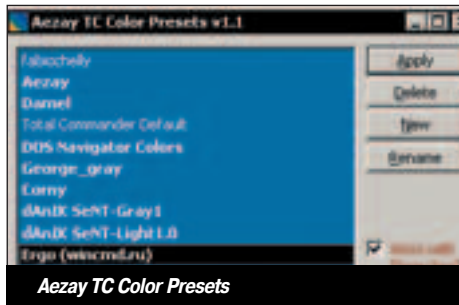 Aezay TC Color Presets v1.1
Fabiochelly
Aezay
Damel
Total Commander Default
DOS Navigator Colors
George_gray
Corny
dAnIX SeNT-Gray1
dAnIX SeNT-Light1.0
Ergo (wincmd.ru)
Apply
Delete
New
Rename
Aezay TC Color Presets